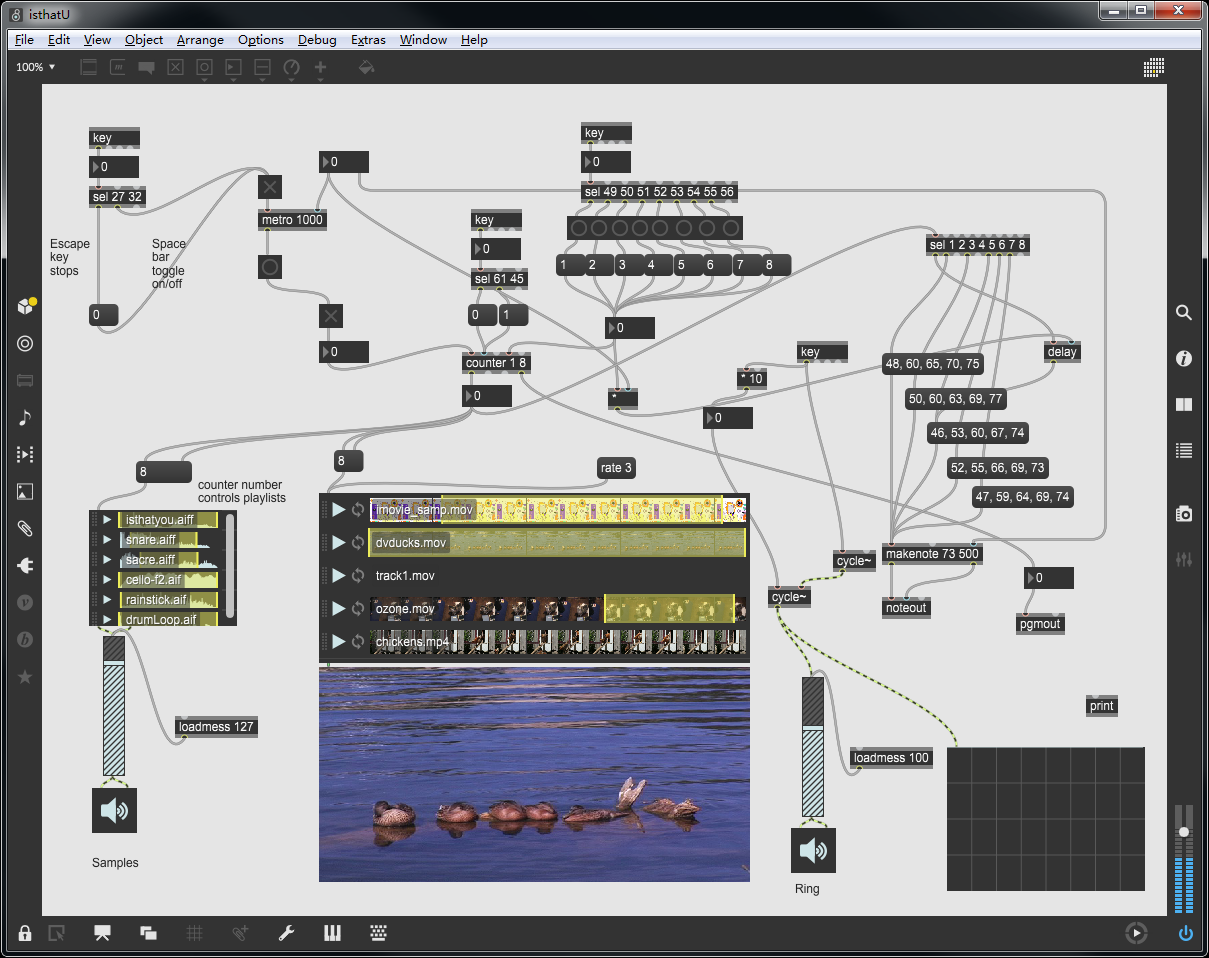 isthatU
File Edit View Object Arrange Options Debug Extras Window Help
100%
key
0
sel 27 32
Escape
key
stops
Space
bar
toggle
on/off
0
metro 1000
0
0
key
0
sel 61 45
0
1
counter 1 8
0
key
0
sel 49 50 51 52 53 54 55 56
1 2 3 4 5 6 7 8
0
*
* 10
0
key
sel 1 2 3 4 5 6 7 8
delay
48, 60, 65, 70, 75
50, 60, 63, 69, 77
46, 53, 60, 67, 74
52, 55, 66, 69, 73
47, 59, 64, 69, 74
8
counter number
controls playlists
8
rate 3
isthatyou.aiff
snare.aiff
sacre.aiff
cello-f2.aif
rainstick.aif
drumLoop.aif
imovie_samp.mov
dvducks.mov
track1.mov
ozone.mov
chickens.mp4
cycle~
cycle~
makenote 73 500
noteout
0
pgmout
print
loadmess 127
loadmess 100
Samples
Ring